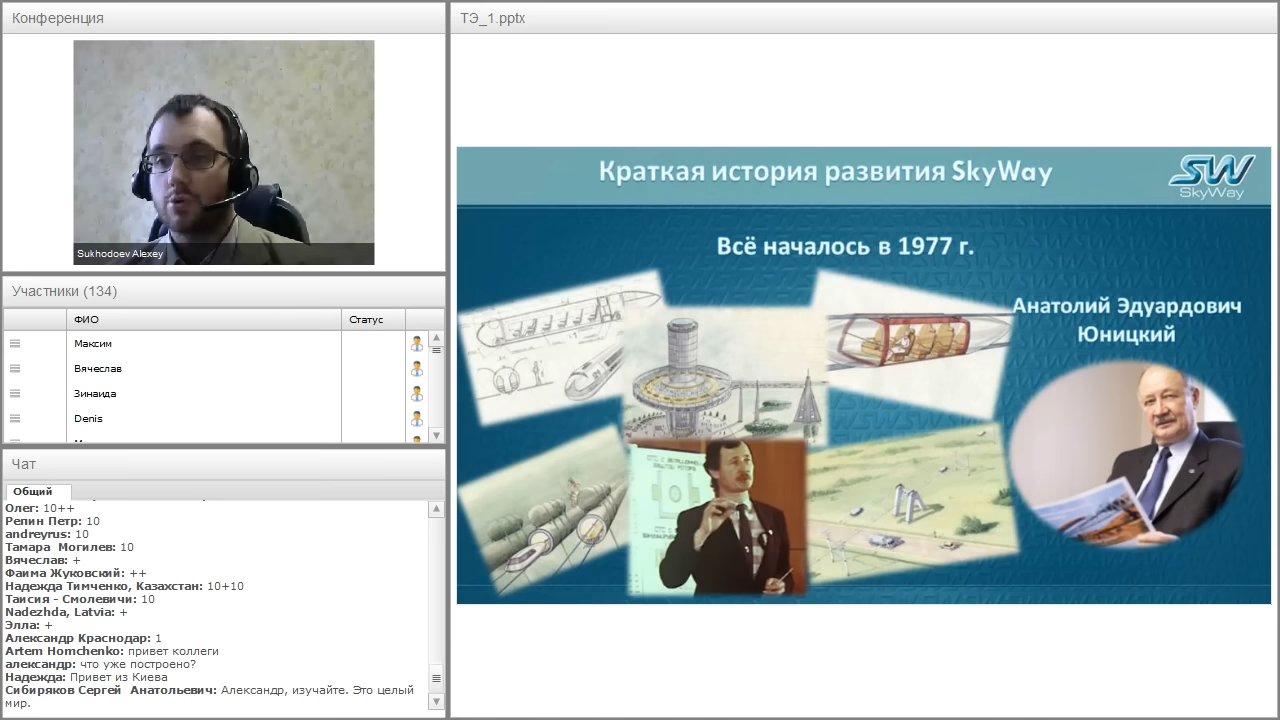 Конференция
Sukhodoev Alexey
Участники (134)
ФИО
Статус
Максим
Вячеслав
Зинаида
Denis
Чат
Общий
Олег: 10++
Репин Петр: 10
andreyrus: 10
Тамара Могилев: 10
Вячеслав: +
Фаима Жуковский: ++
Надежда Тимченко, Казахстан: 10+10
Таисия - Смолевичи: 10
Nadezhda, Latvia: +
Элла: +
Александр Краснодар: 1
Artem Homchenko: привет коллеги
александр: что уже построено?
Надежда: Привет из Киева
Сибиряков Сергей Анатольевич: Александр, изучайте. Это целый
мир.
ТЭ_1.pptx
Краткая история развития SkyWay
SW
SkyWay
Всё началось в 1977 г.
Анатолий Эдуардович
Юницкий